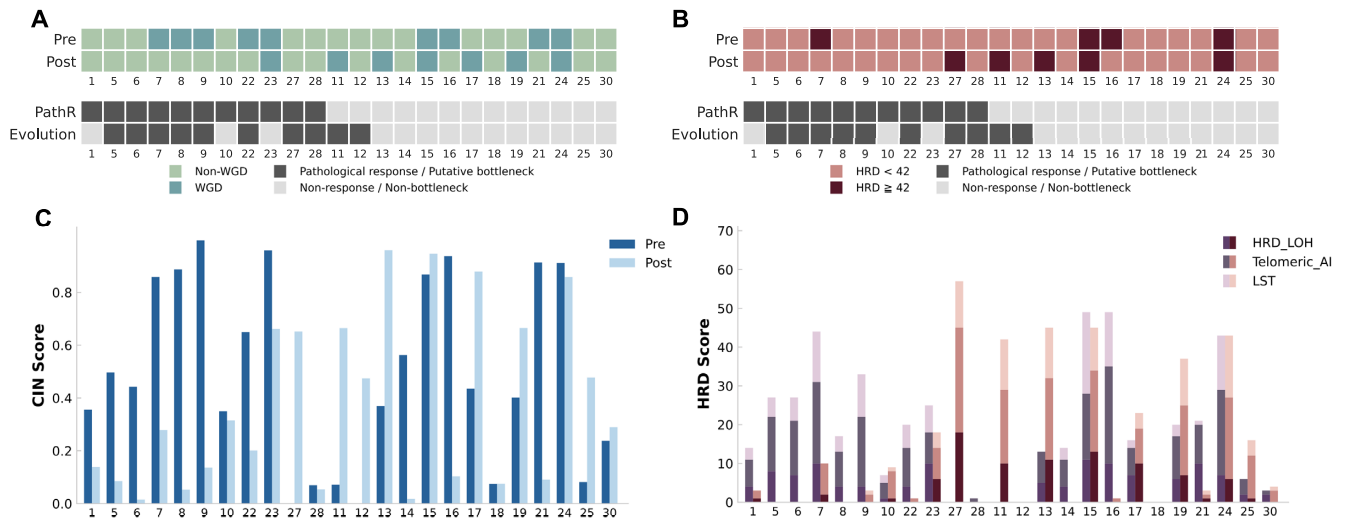 A
Pre
Post
1 5 6 7 8 9 10 22 23 27 28 11 12 13 14 15 16 17 19 21 24 25 30
PathR
Evolution
1 5 6 7 8 9 10 22 23 27 28 11 12 13 14 15 16 17 19 21 24 25 30
Non-WGD
WGD
Pathological response / Putative bottleneck
Non-response / Non-bottleneck
B
Pre
Post
1 5 6 7 8 9 10 22 23 27 28 11 12 13 14 15 16 17 19 21 24 25 30
PathR
Evolution
1 5 6 7 8 9 10 22 23 27 28 11 12 13 14 15 16 17 19 21 24 25 30
HRD < 42
HRD ≧ 42
Pathological response / Putative bottleneck
Non-response / Non-bottleneck
C
CIN Score
0.8
0.6
0.4
0.2
0.0
1 5 6 7 8 9 10 22 23 27 28 11 12 13 14 15 16 17 18 19 21 24 25 30
Pre
Post
D
HRD Score
70
60
50
40
30
20
10
0
1 5 6 7 8 9 10 22 23 27 28 11 12 13 14 15 16 17 19 21 24 25 30
HRD_LOH
Telomeric_AI
LST